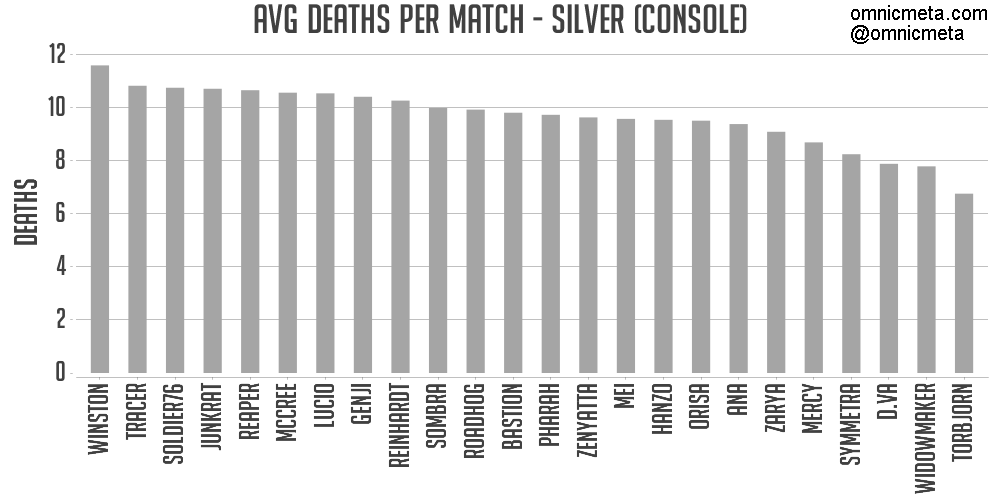 AVG DEATHS PER MATCH - SILVER (CONSOLE)
omnicmeta.com
@omnicmeta
DEATHS
12
10
8
6
4
2
0
WINSTON
TRACER
SOLDIER76
JUNKRAT
REAPER
MCCREE
LUCIO
GENJI
REINHARDT
SOMBRA
ROADHOG
BASTION
PHARAH
ZENYATTA
MEI
HANZO
ORISA
ANA
ZARYA
MERCY
SYMMETRA
D.VA
WIDOWMAKER
TORBJORN